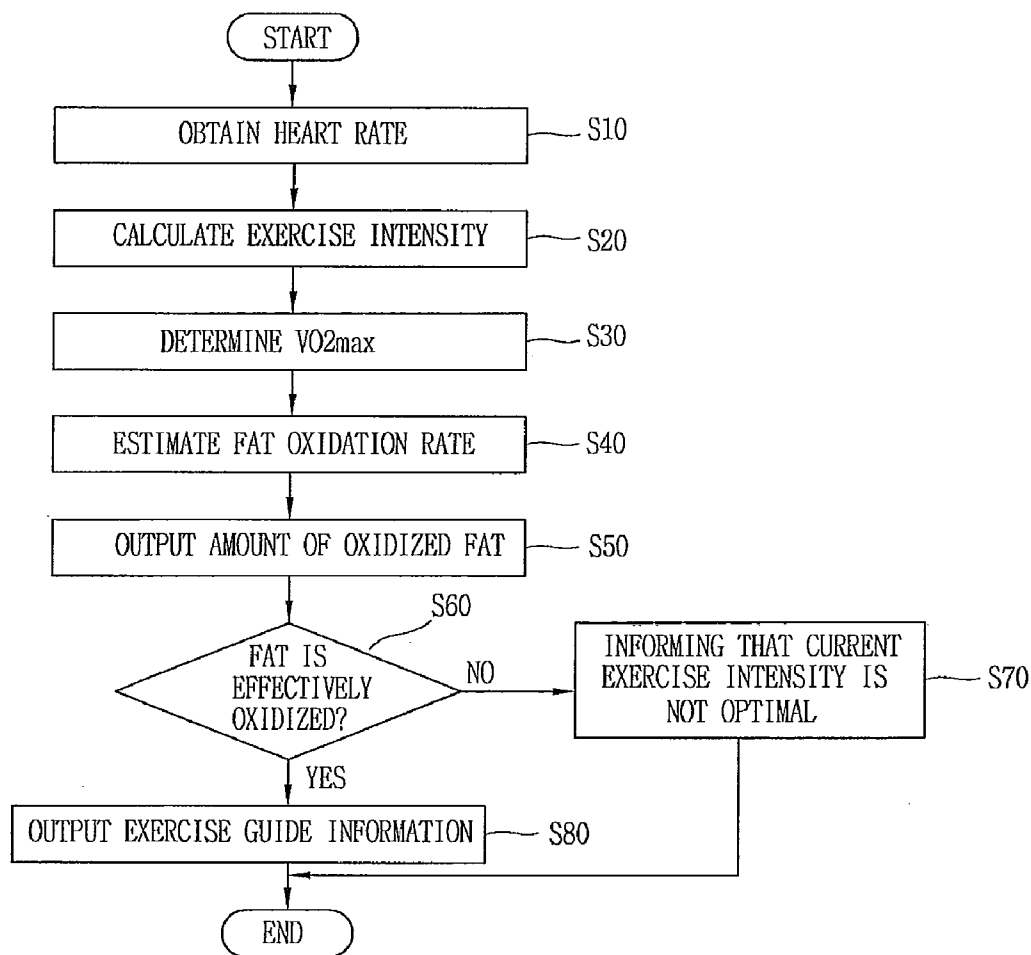 START
OBTAIN HEART RATE
S10
CALCULATE EXERCISE INTENSITY
S20
DETERMINE VO2max
S30
ESTIMATE FAT OXIDATION RATE
S40
OUTPUT AMOUNT OF OXIDIZED FAT
S50
S60
FAT IS
EFFECTIVELY
OXIDIZED?
NO
INFORMING THAT CURRENT
EXERCISE INTENSITY IS
NOT OPTIMAL
S70
YES
OUTPUT EXERCISE GUIDE INFORMATION
S80
END